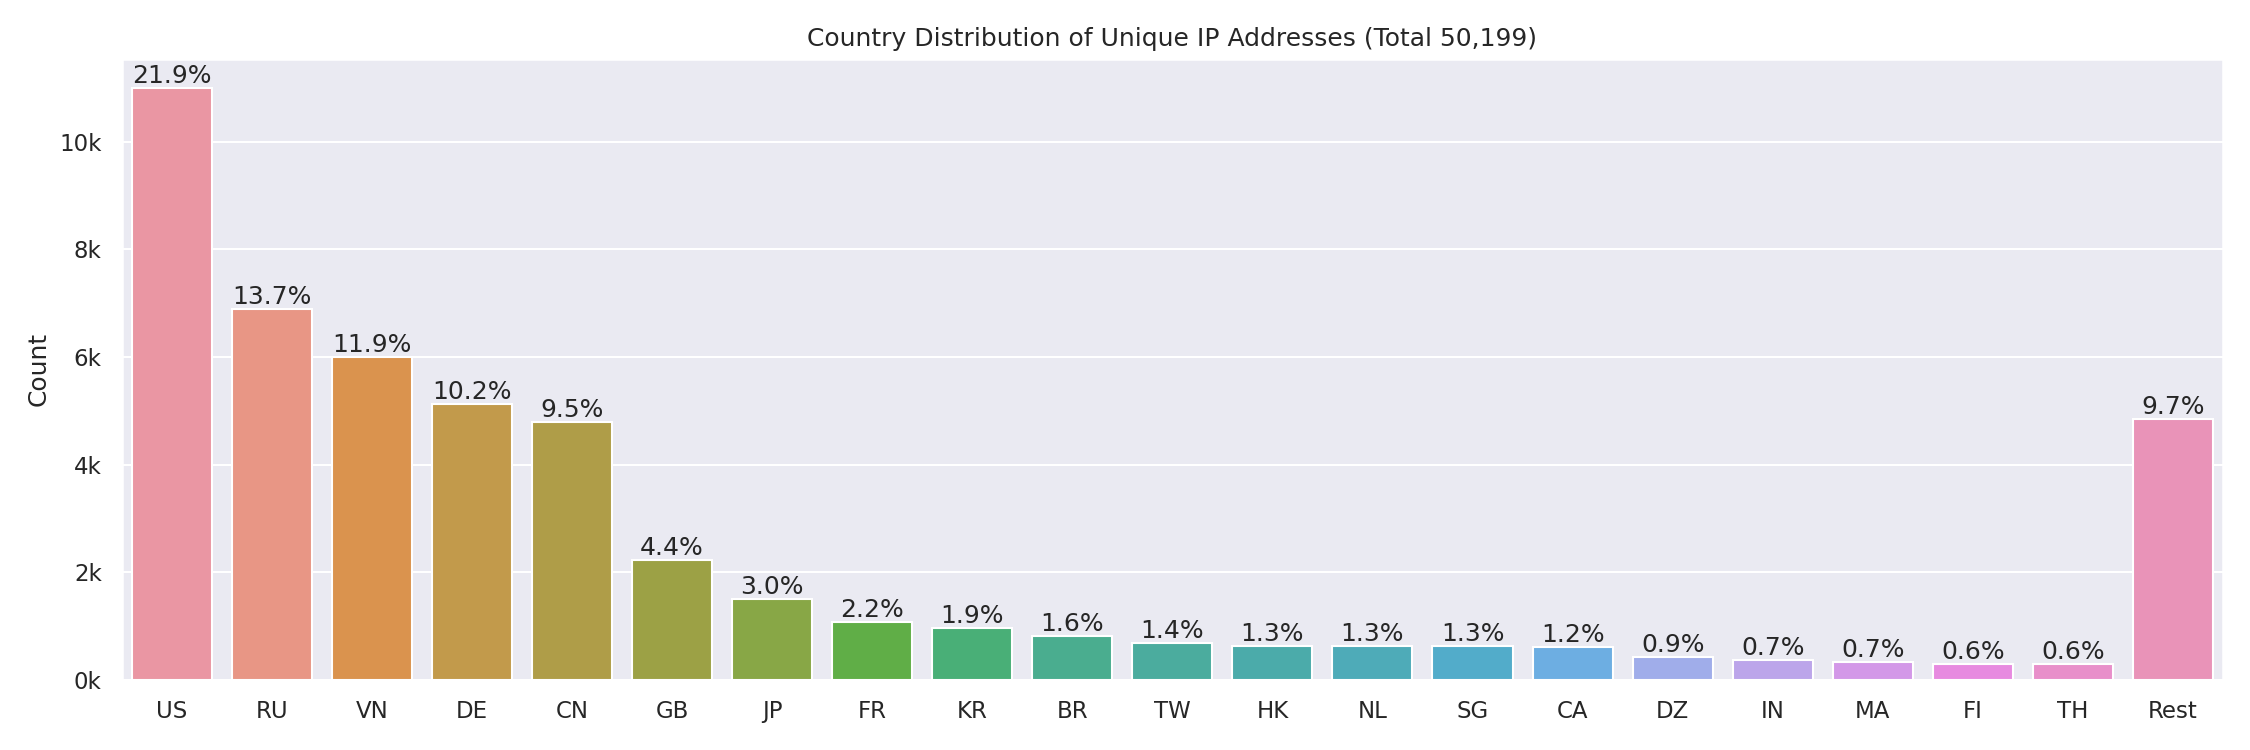 Country Distribution of Unique IP Addresses (Total 50,199)
Count
10k
8k
6k
4k
2k
0k
21.9%
13.7%
11.9%
10.2%
9.5%
4.4%
3.0%
2.2%
1.9%
1.6%
1.4%
1.3%
1.3%
1.3%
1.2%
0.9%
0.7%
0.7%
0.6%
0.6%
9.7%
US RU VN DE CN GB JP FR KR BR TW HK NL SG CA DZ IN MA FI TH Rest